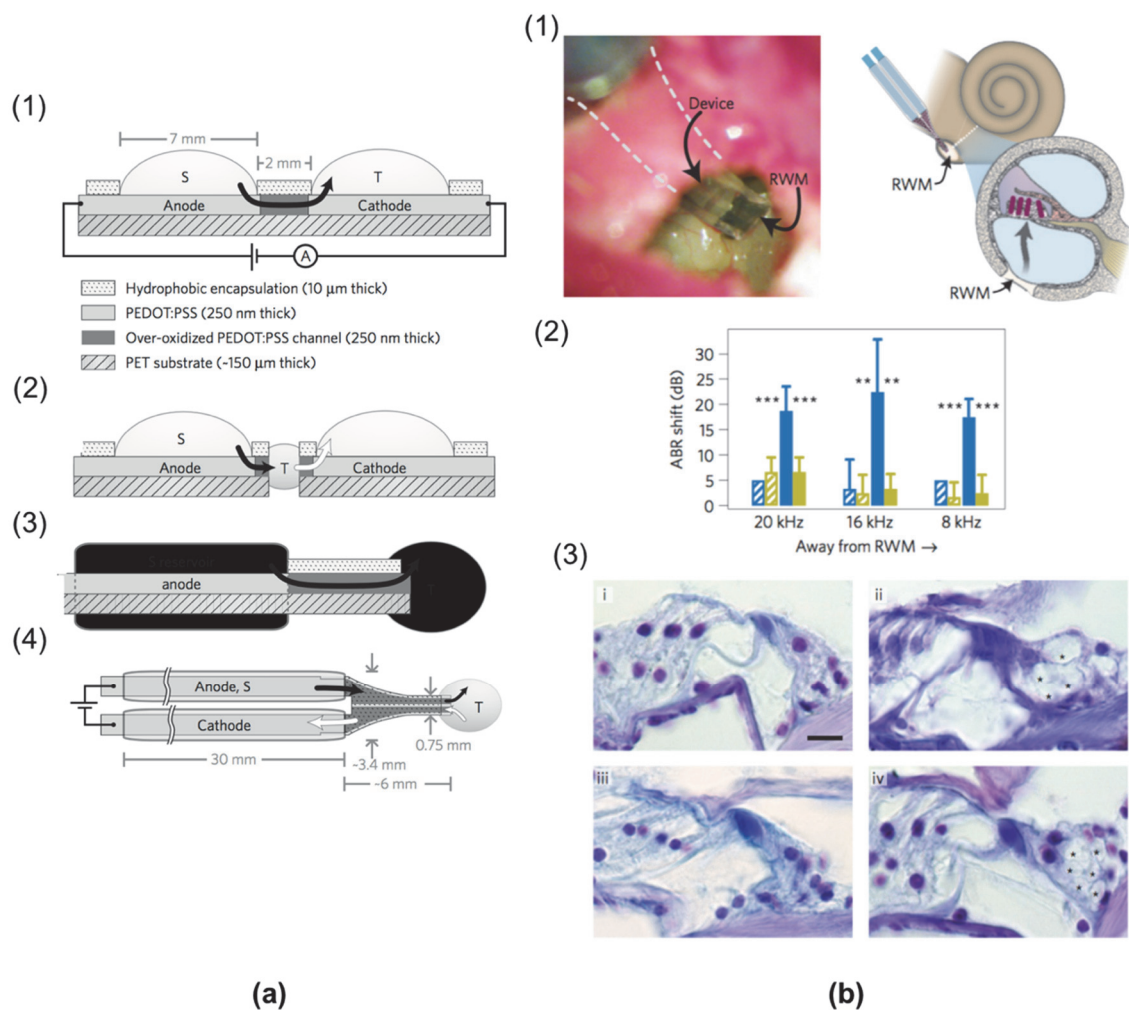 (1)
7 mm
2 mm
S
T
Anode
Cathode
A
Hydrophobic encapsulation (10 μm thick)
PEDOT:PSS (250 nm thick)
Over-oxidized PEDOT:PSS channel (250 nm thick)
PET substrate (~150 μm thick)
(2)
S
T
Anode
Cathode
(3)
S reservoir
anode
T
(4)
Anode, S
Cathode
T
0.75 mm
30 mm
~3.4 mm
~6 mm
(a)
(1)
Device
RWM
RWM
RWM
(2)
ABR shift (dB)
30
25
20
15
10
5
0
*** ***
** **
*** ***
20 kHz
16 kHz
8 kHz
Away from RWM →
(3)
i
ii
iii
iv
(b)